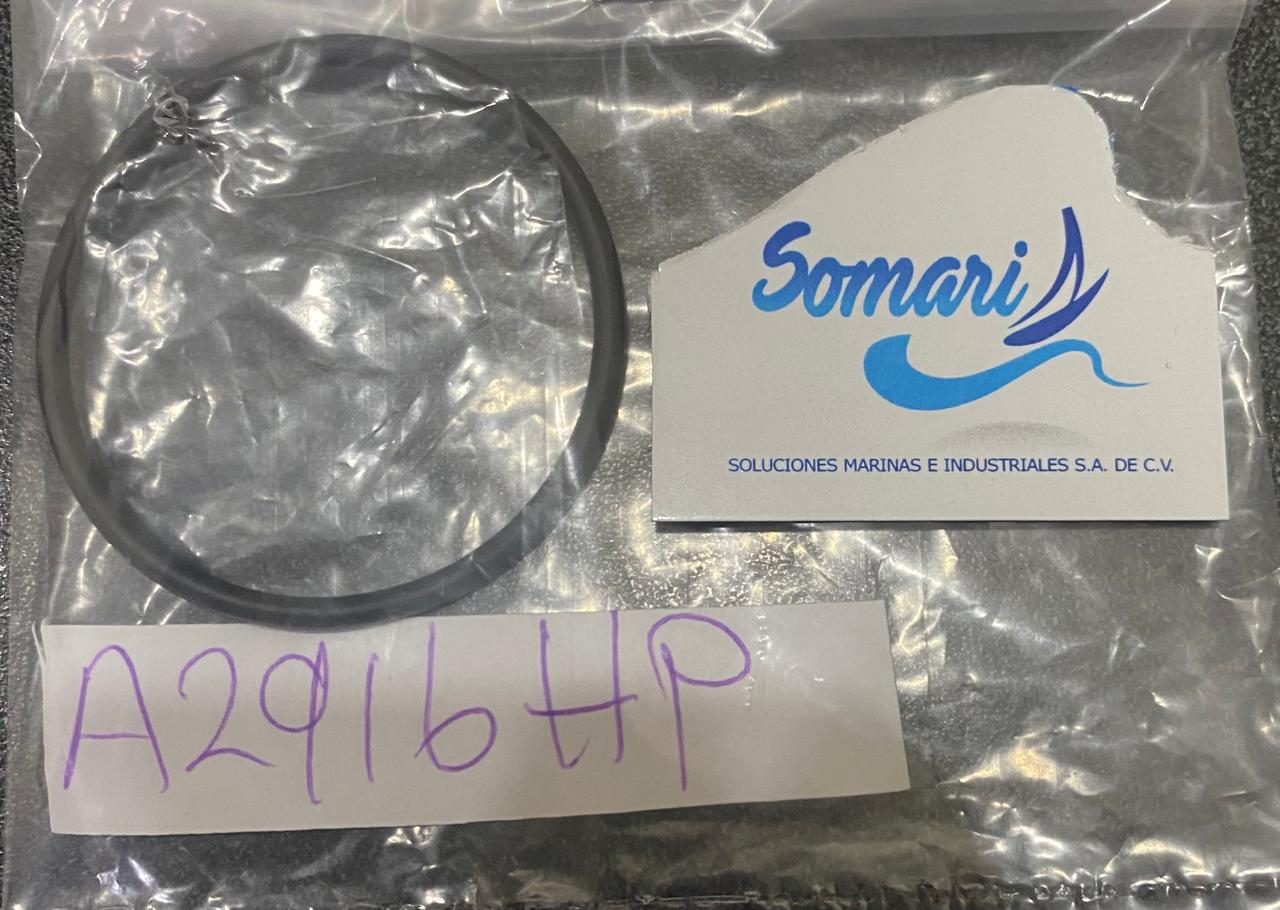 Somari
SOLUCIONES MARINAS E INDUSTRIALES S.A. DE C.V.
A2916HP